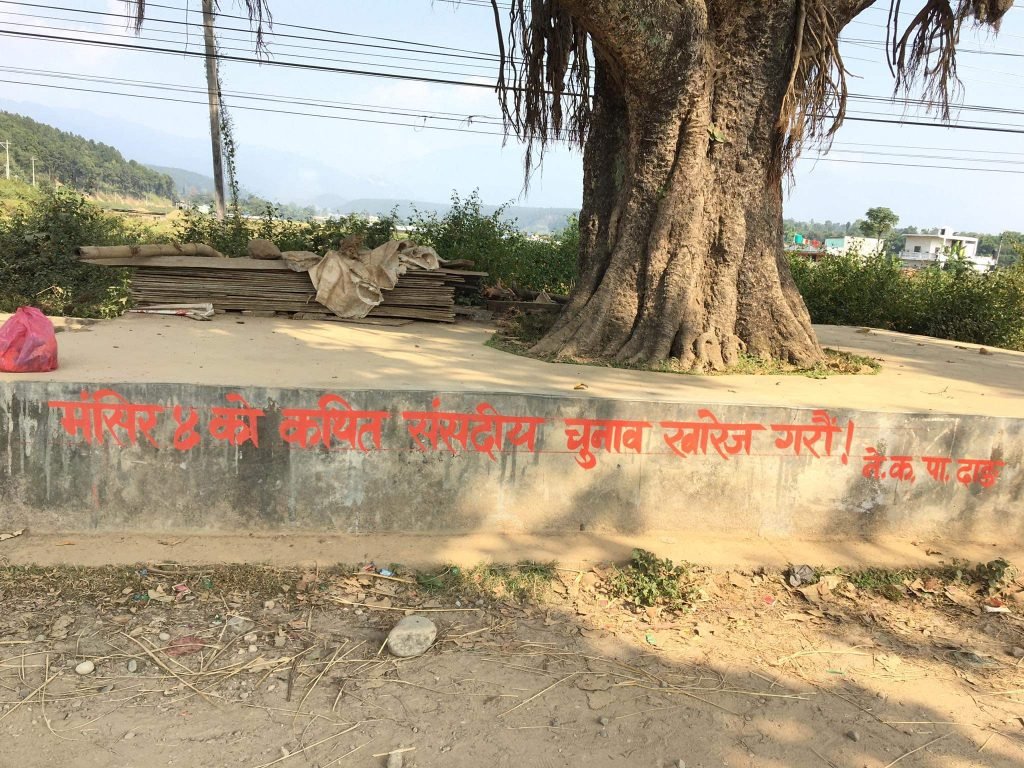 मंसिर ४ को कथित संसदीय चुनाव खारेज गरौं!
ने.क.पा. दाङ